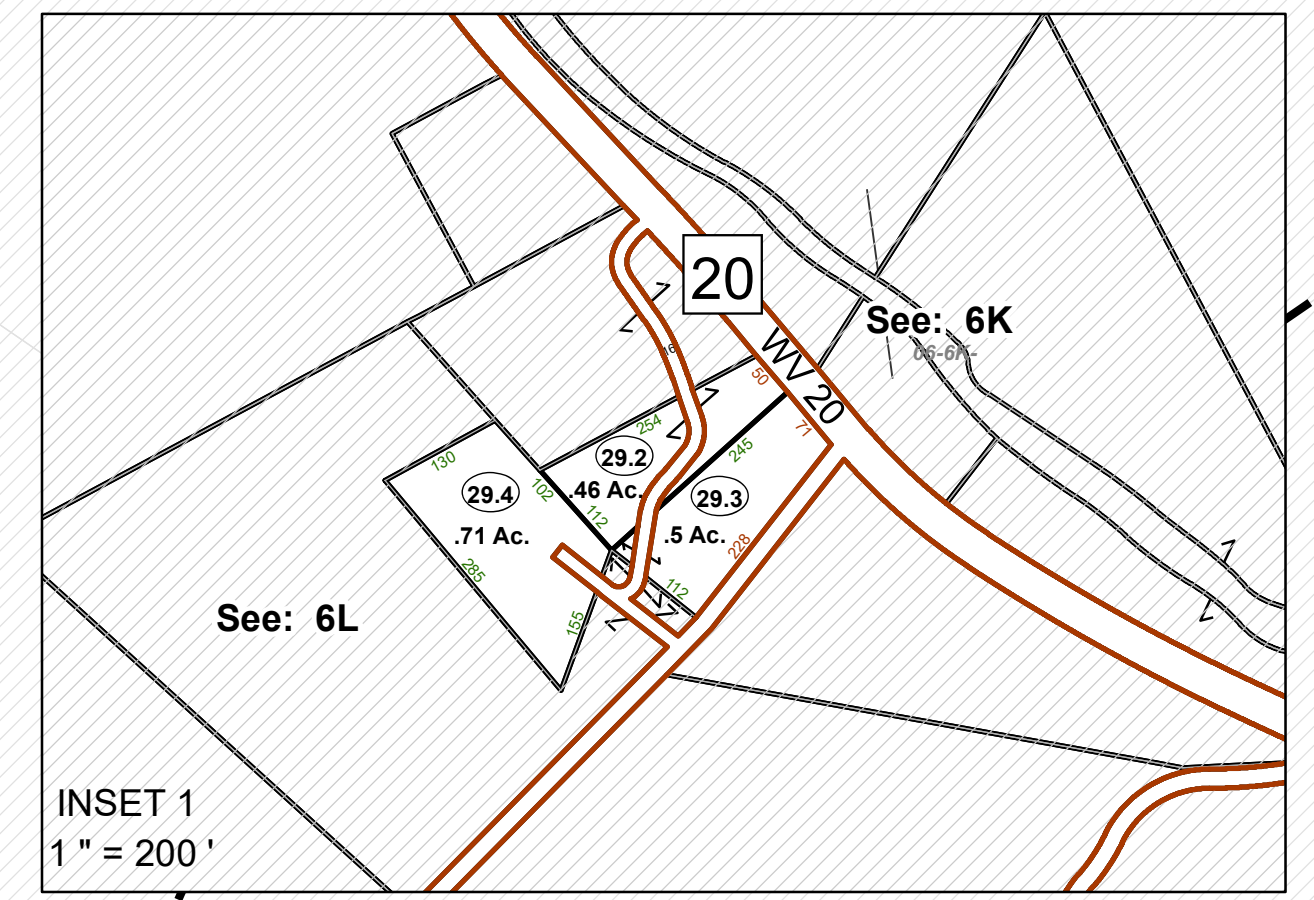 20
See: 6K
06-6K-
WV 20
16
50
71
254
245
130
29.2
.46 Ac.
29.4
.71 Ac.
102
112
29.3
.5 Ac.
228
285
112
155
See: 6L
INSET 1
1 " = 200 '